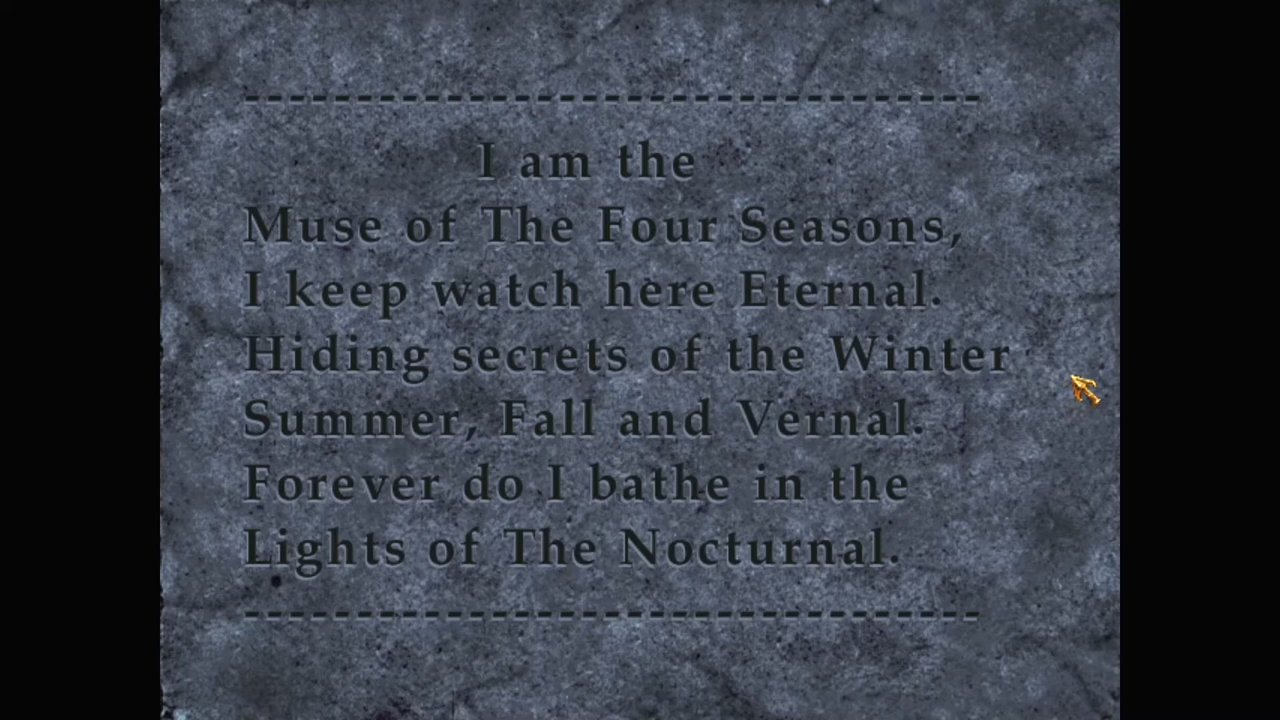 ---------------------------------
I am the
Muse of The Four Seasons,
I keep watch here Eternal.
Hiding secrets of the Winter
Summer, Fall and Vernal.
Forever do I bathe in the
Lights of The Nocturnal.
---------------------------------